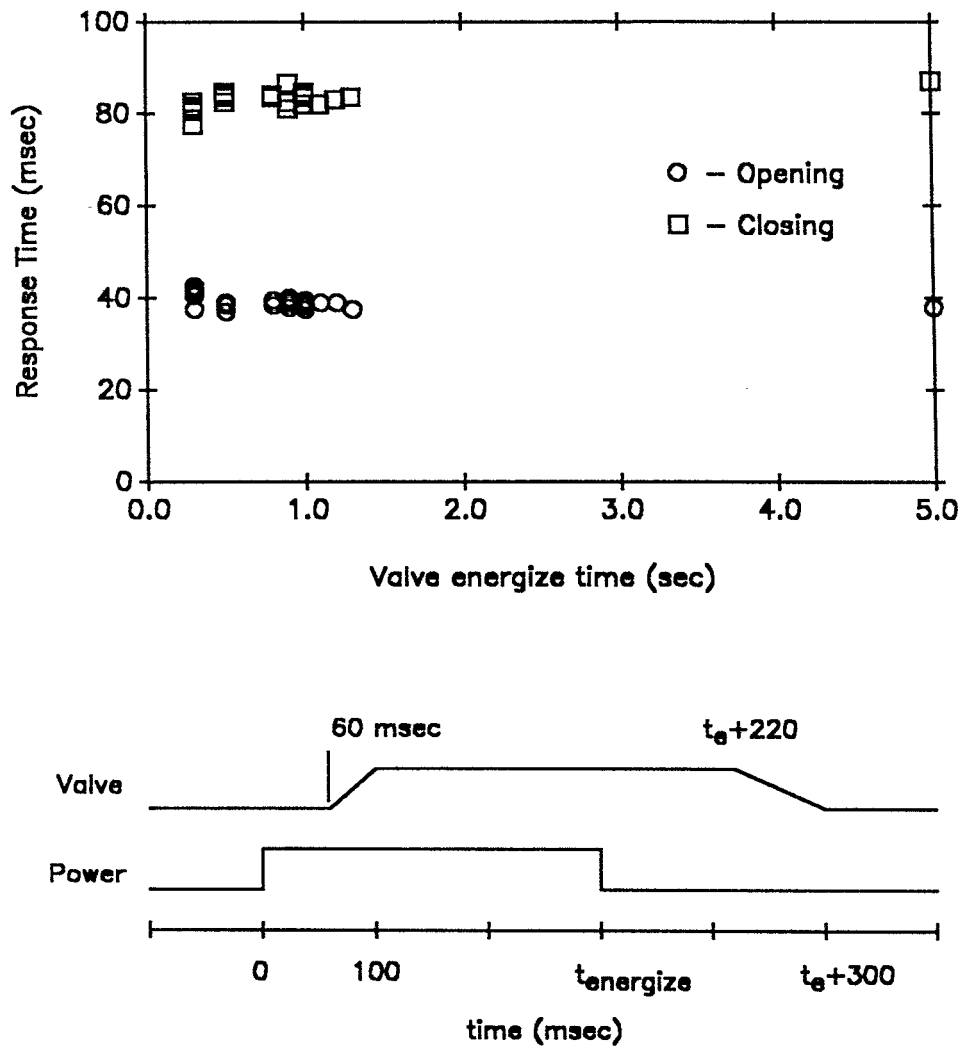 100
80
60
40
20
0
Response Time (msec)
○ – Opening
□ – Closing
0.0 1.0 2.0 3.0 4.0 5.0
Valve energize time (sec)
60 msec
te+220
Valve
Power
0 100 tenergize te+300
time (msec)